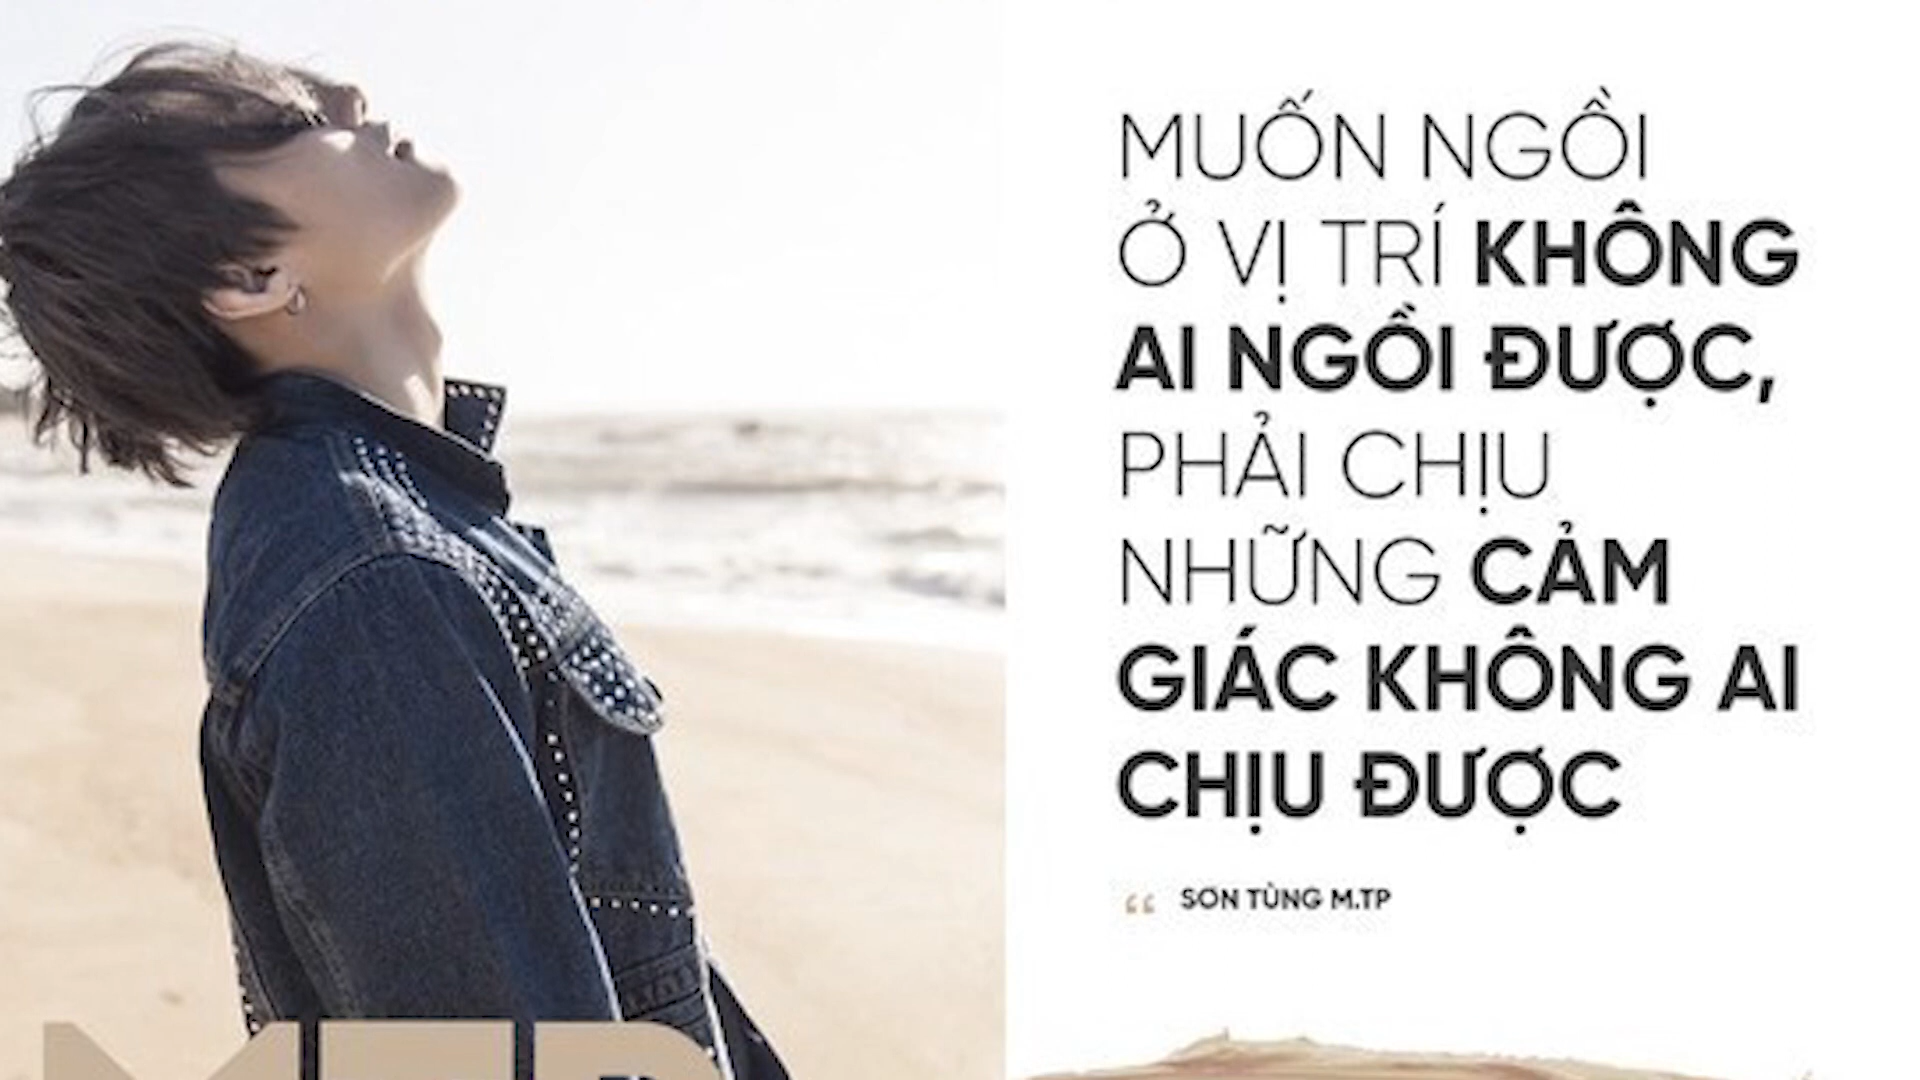 MUỐN NGỒI
Ở VỊ TRÍ KHÔNG
AI NGỒI ĐƯỢC,
PHẢI CHỊU
NHỮNG CẢM
GIÁC KHÔNG AI
CHỊU ĐƯỢC
“ SƠN TÙNG M.TP
MTP